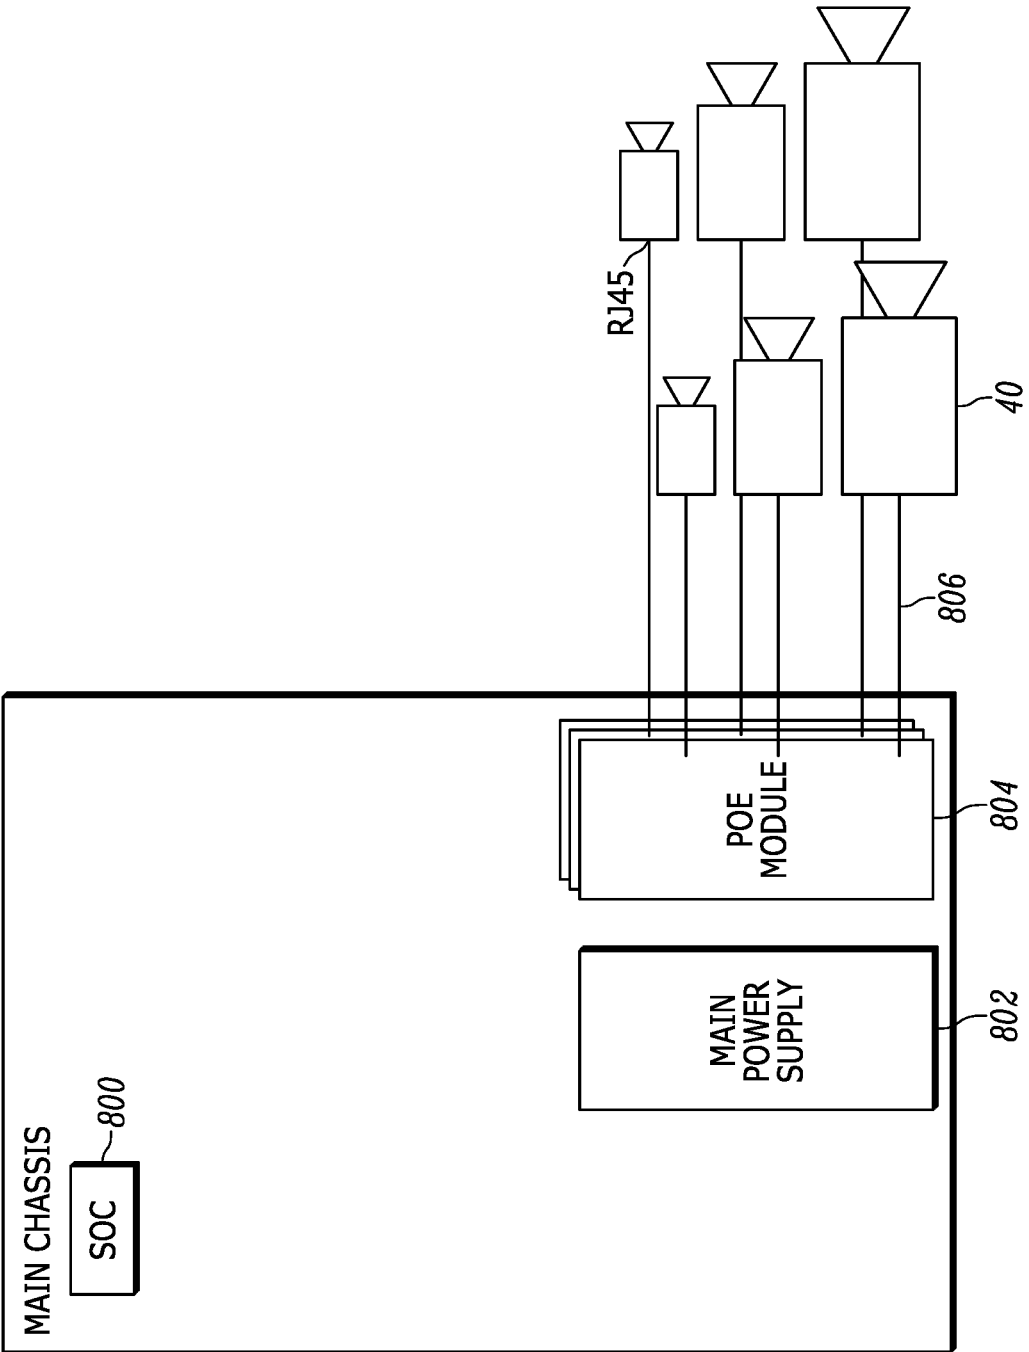 MAIN CHASSIS
SOC
800
MAIN
POWER
SUPPLY
802
POE
MODULE
804
RJ45
806
40